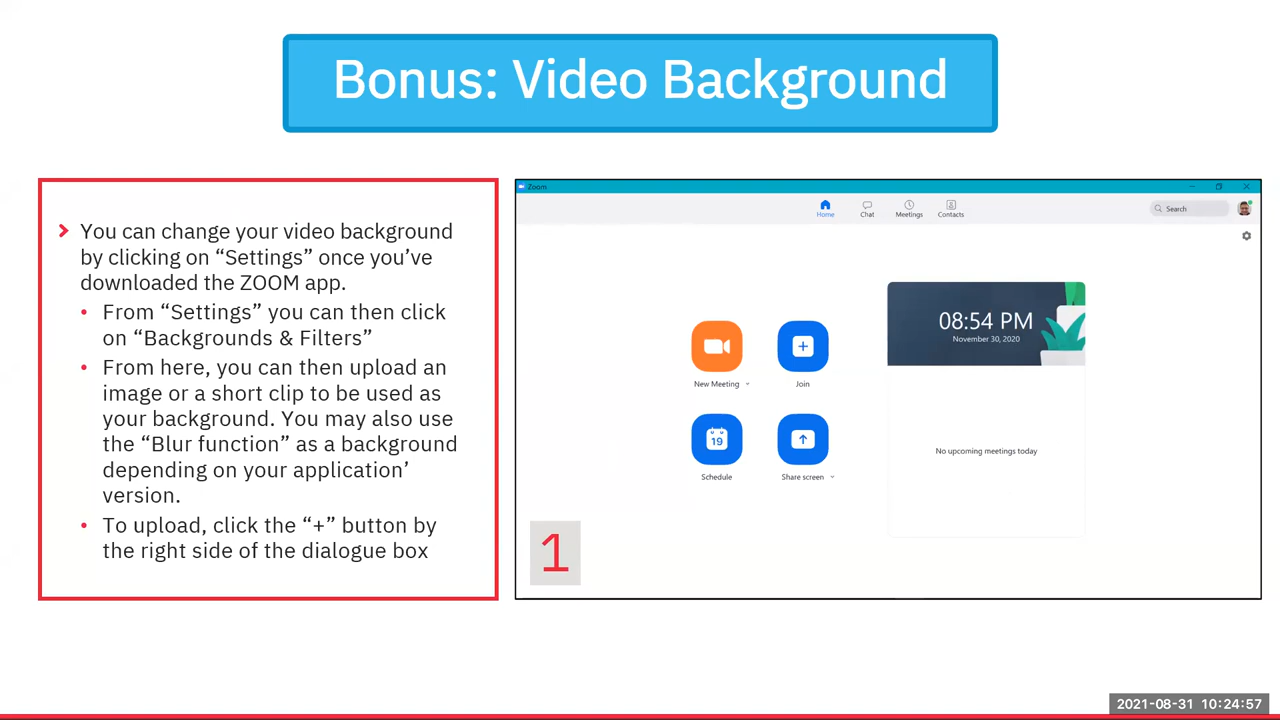 Bonus: Video Background
You can change your video background
by clicking on “Settings” once you’ve
downloaded the ZOOM app.
From “Settings” you can then click
on “Backgrounds & Filters”
From here, you can then upload an
image or a short clip to be used as
your background. You may also use
the “Blur function” as a background
depending on your application’
version.
To upload, click the “+” button by
the right side of the dialogue box
Zoom
Home
Chat
Meetings
Contacts
Search
08:54 PM
November 30, 2020
New Meeting
Join
19
Schedule
Share screen
No upcoming meetings today
1
2021-08-31 10:24:57